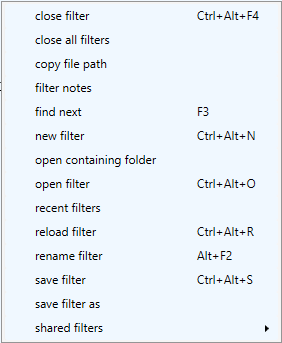 close filter Ctrl+Alt+F4
close all filters
copy file path
filter notes
find next F3
new filter Ctrl+Alt+N
open containing folder
open filter Ctrl+Alt+O
recent filters
reload filter Ctrl+Alt+R
rename filter Alt+F2
save filter Ctrl+Alt+S
save filter as
shared filters